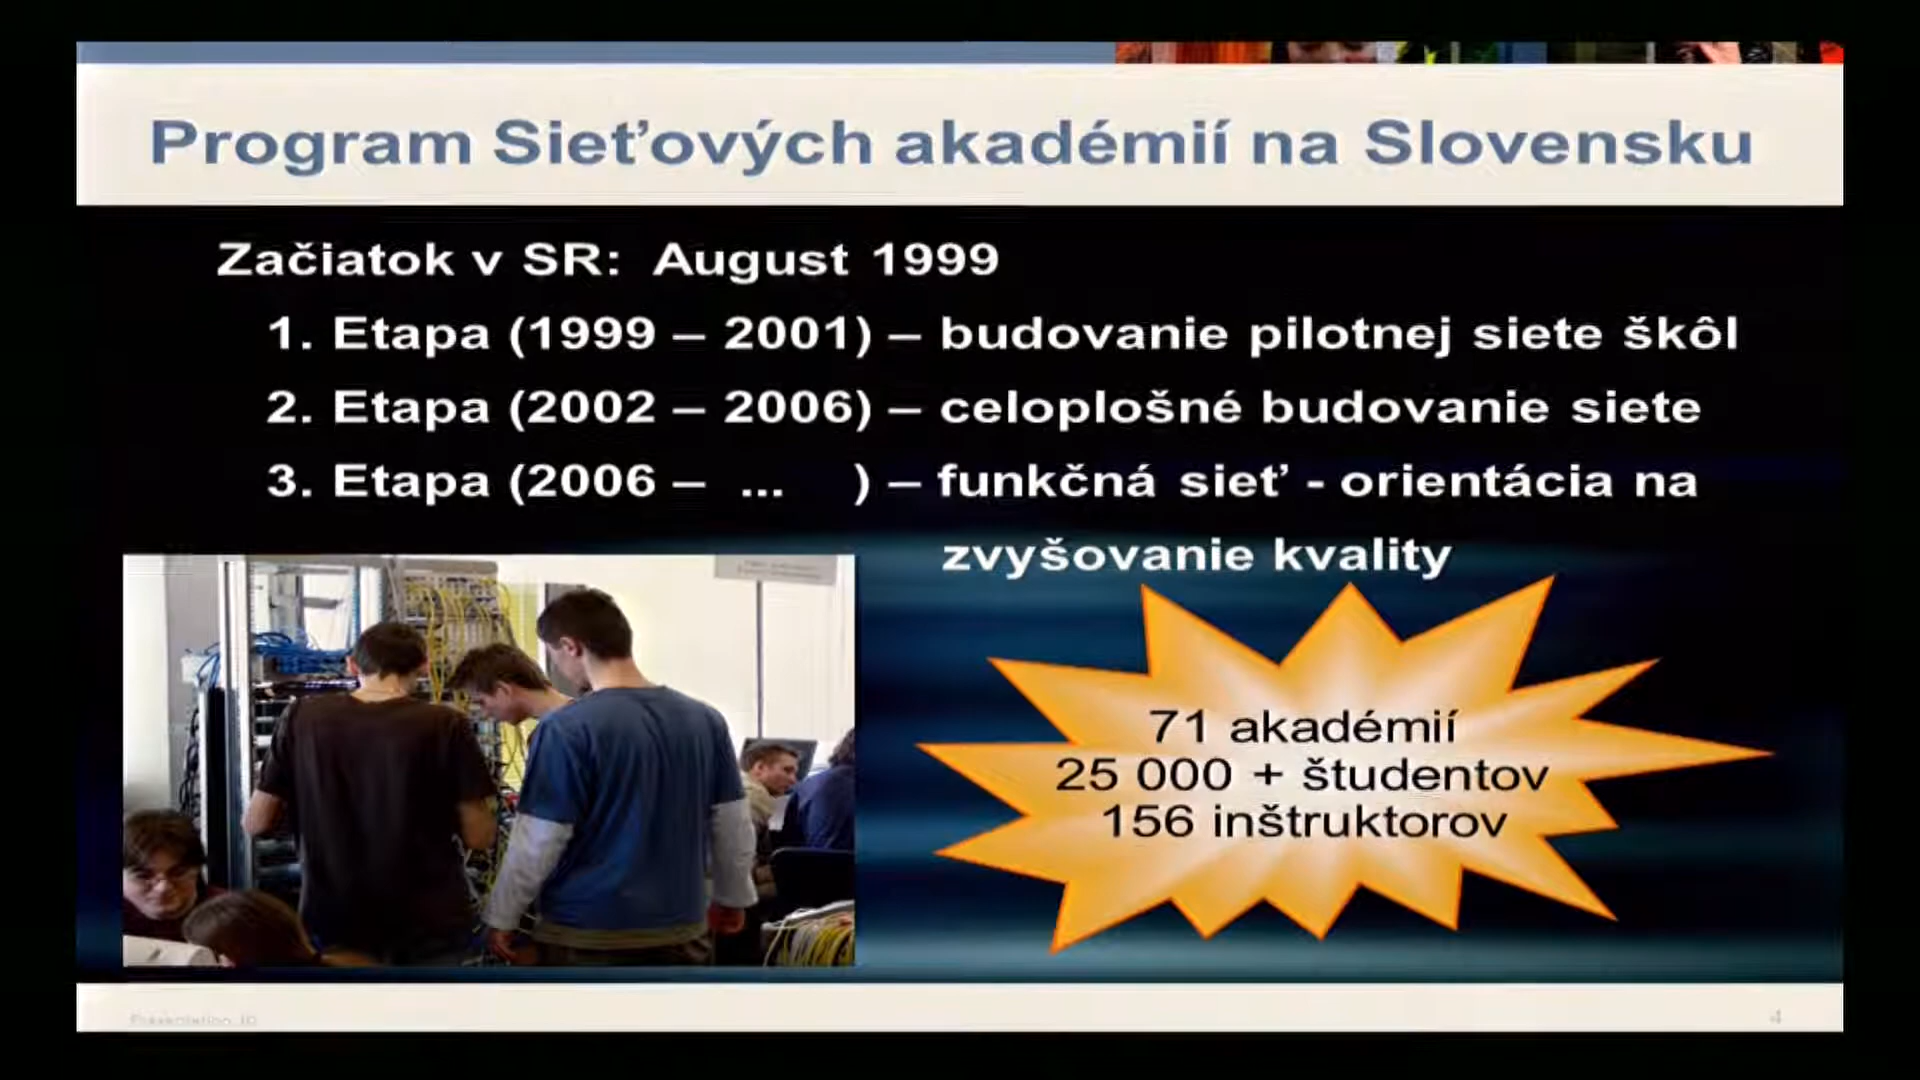 Program Sieťových akadémií na Slovensku
Začiatok v SR: August 1999
1. Etapa (1999 – 2001) – budovanie pilotnej siete škôl
2. Etapa (2002 – 2006) – celoplošné budovanie siete
3. Etapa (2006 – ... ) – funkčná sieť - orientácia na
zvyšovanie kvality
71 akadémií
25 000 + študentov
156 inštruktorov
Presentation_ID
4